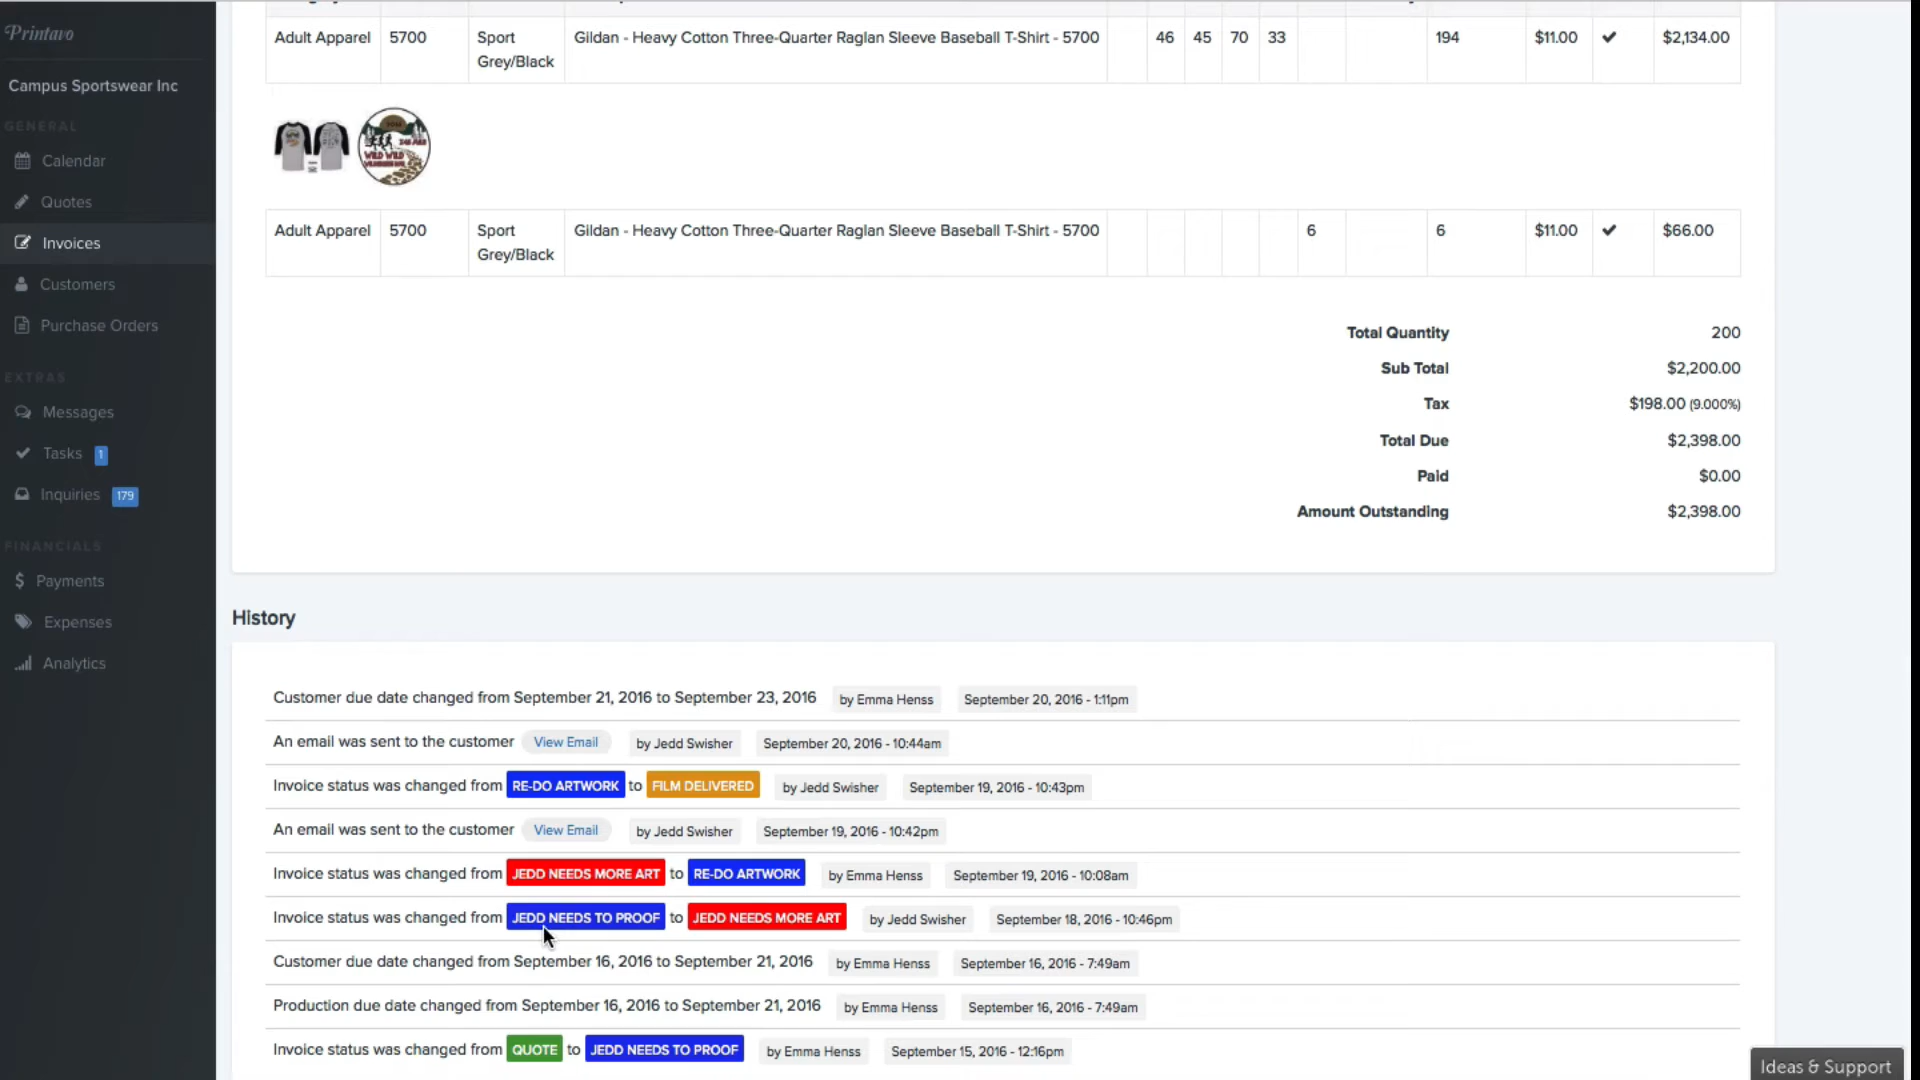 Printavo
Campus Sportswear Inc
GENERAL
Calendar
Quotes
Invoices
Customers
Purchase Orders
EXTRAS
Messages
Tasks 1
Inquiries 179
FINANCIALS
Payments
Expenses
Analytics
Adult Apparel 5700 Sport Gildan - Heavy Cotton Three-Quarter Raglan Sleeve Baseball T-Shirt - 5700 46 45 70 33 194 $11.00 ✔ $2,134.00
Grey/Black
WILD WILD
Adult Apparel 5700 Sport Gildan - Heavy Cotton Three-Quarter Raglan Sleeve Baseball T-Shirt - 5700 6 6 $11.00 ✔ $66.00
Grey/Black
Total Quantity 200
Sub Total $2,200.00
Tax $198.00 (9.000%)
Total Due $2,398.00
Paid $0.00
Amount Outstanding $2,398.00
History
Customer due date changed from September 21, 2016 to September 23, 2016 by Emma Henss September 20, 2016 - 1:11pm
An email was sent to the customer View Email by Jedd Swisher September 20, 2016 - 10:44am
Invoice status was changed from RE-DO ARTWORK to FILM DELIVERED by Jedd Swisher September 19, 2016 - 10:43pm
An email was sent to the customer View Email by Jedd Swisher September 19, 2016 - 10:42pm
Invoice status was changed from JEDD NEEDS MORE ART to RE-DO ARTWORK by Emma Henss September 19, 2016 - 10:08am
Invoice status was changed from JEDD NEEDS TO PROOF to JEDD NEEDS MORE ART by Jedd Swisher September 18, 2016 - 10:46pm
Customer due date changed from September 16, 2016 to September 21, 2016 by Emma Henss September 16, 2016 - 7:49am
Production due date changed from September 16, 2016 to September 21, 2016 by Emma Henss September 16, 2016 - 7:49am
Invoice status was changed from QUOTE to JEDD NEEDS TO PROOF by Emma Henss September 15, 2016 - 12:16pm
Ideas & Support